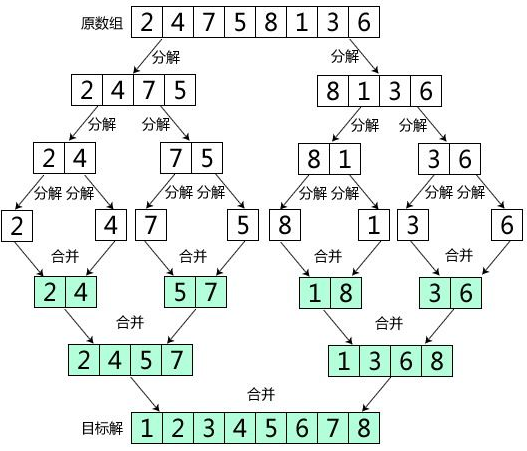 原数组 2 4 7 5 8 1 3 6
分解 分解
2 4 7 5 8 1 3 6
分解 分解 分解 分解
2 4 7 5 8 1 3 6
分解 分解 分解 分解 分解 分解 分解 分解
2 4 7 5 8 1 3 6
合并 合并 合并 合并
2 4 5 7 1 8 3 6
合并 合并
2 4 5 7 1 3 6 8
合并
目标解 1 2 3 4 5 6 7 8